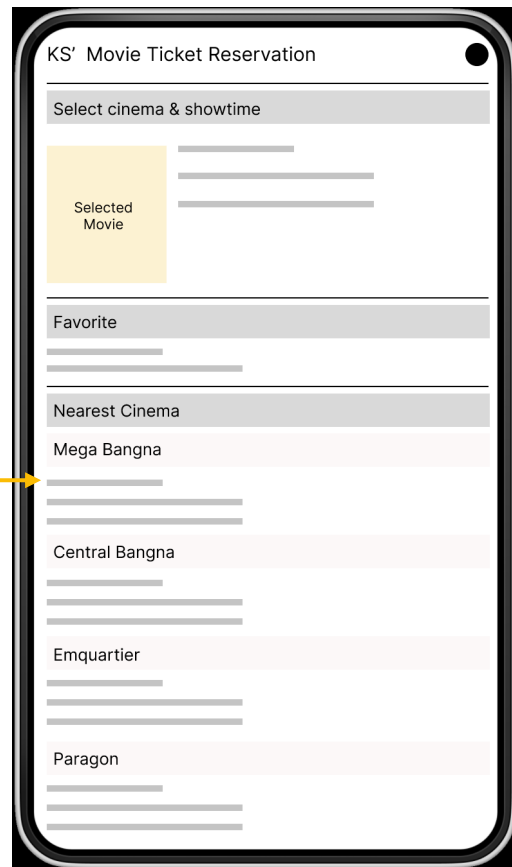 KS’ Movie Ticket Reservation
Select cinema & showtime
Selected
Movie
Favorite
Nearest Cinema
Mega Bangna
Central Bangna
Emquartier
Paragon